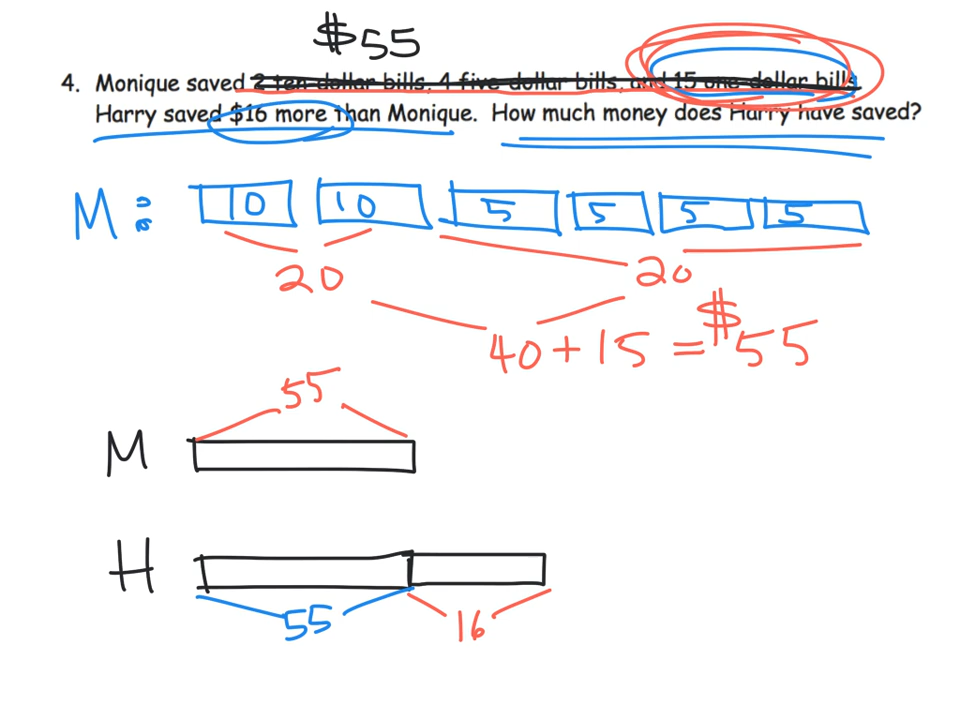 $55
4. Monique saved 2 ten dollar bills, 4 five dollar bills, and 15 one dollar bills
Harry saved $16 more than Monique. How much money does Harry have saved?
M: 10 10 5 5 5 5
20 20
40 + 15 = $55
55
M
H
55 16